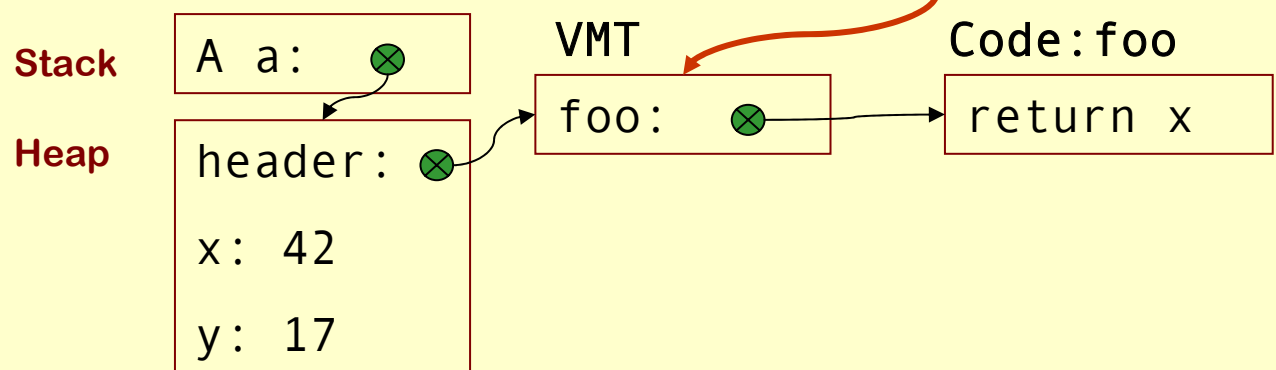 Stack
A a:
Heap
header:
x: 42
y: 17
VMT
foo:
Code:foo
return x